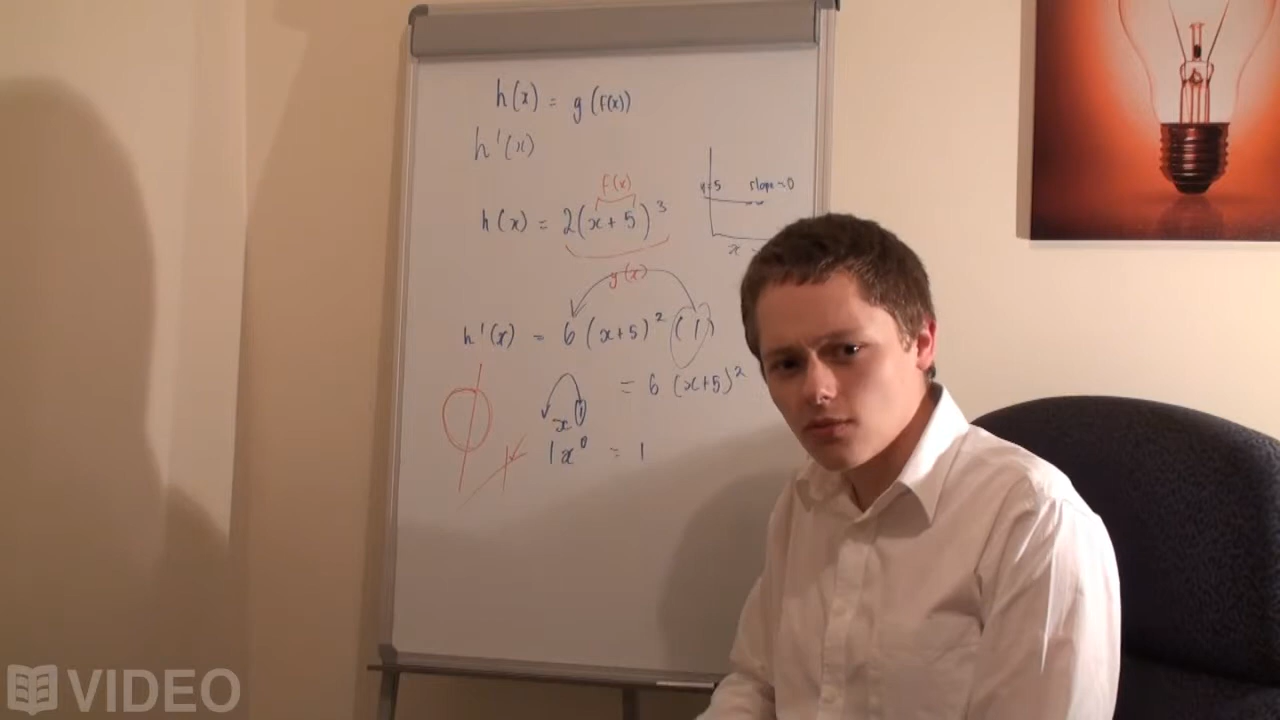 h(x) = g(f(x))
h'(x)
f(x)
h(x) = 2(x+5)³
g(x)
y=5 slope=0
x
h'(x) = 6(x+5)²(1)
= 6(x+5)²
x¹
1x⁰ = 1
VIDEO